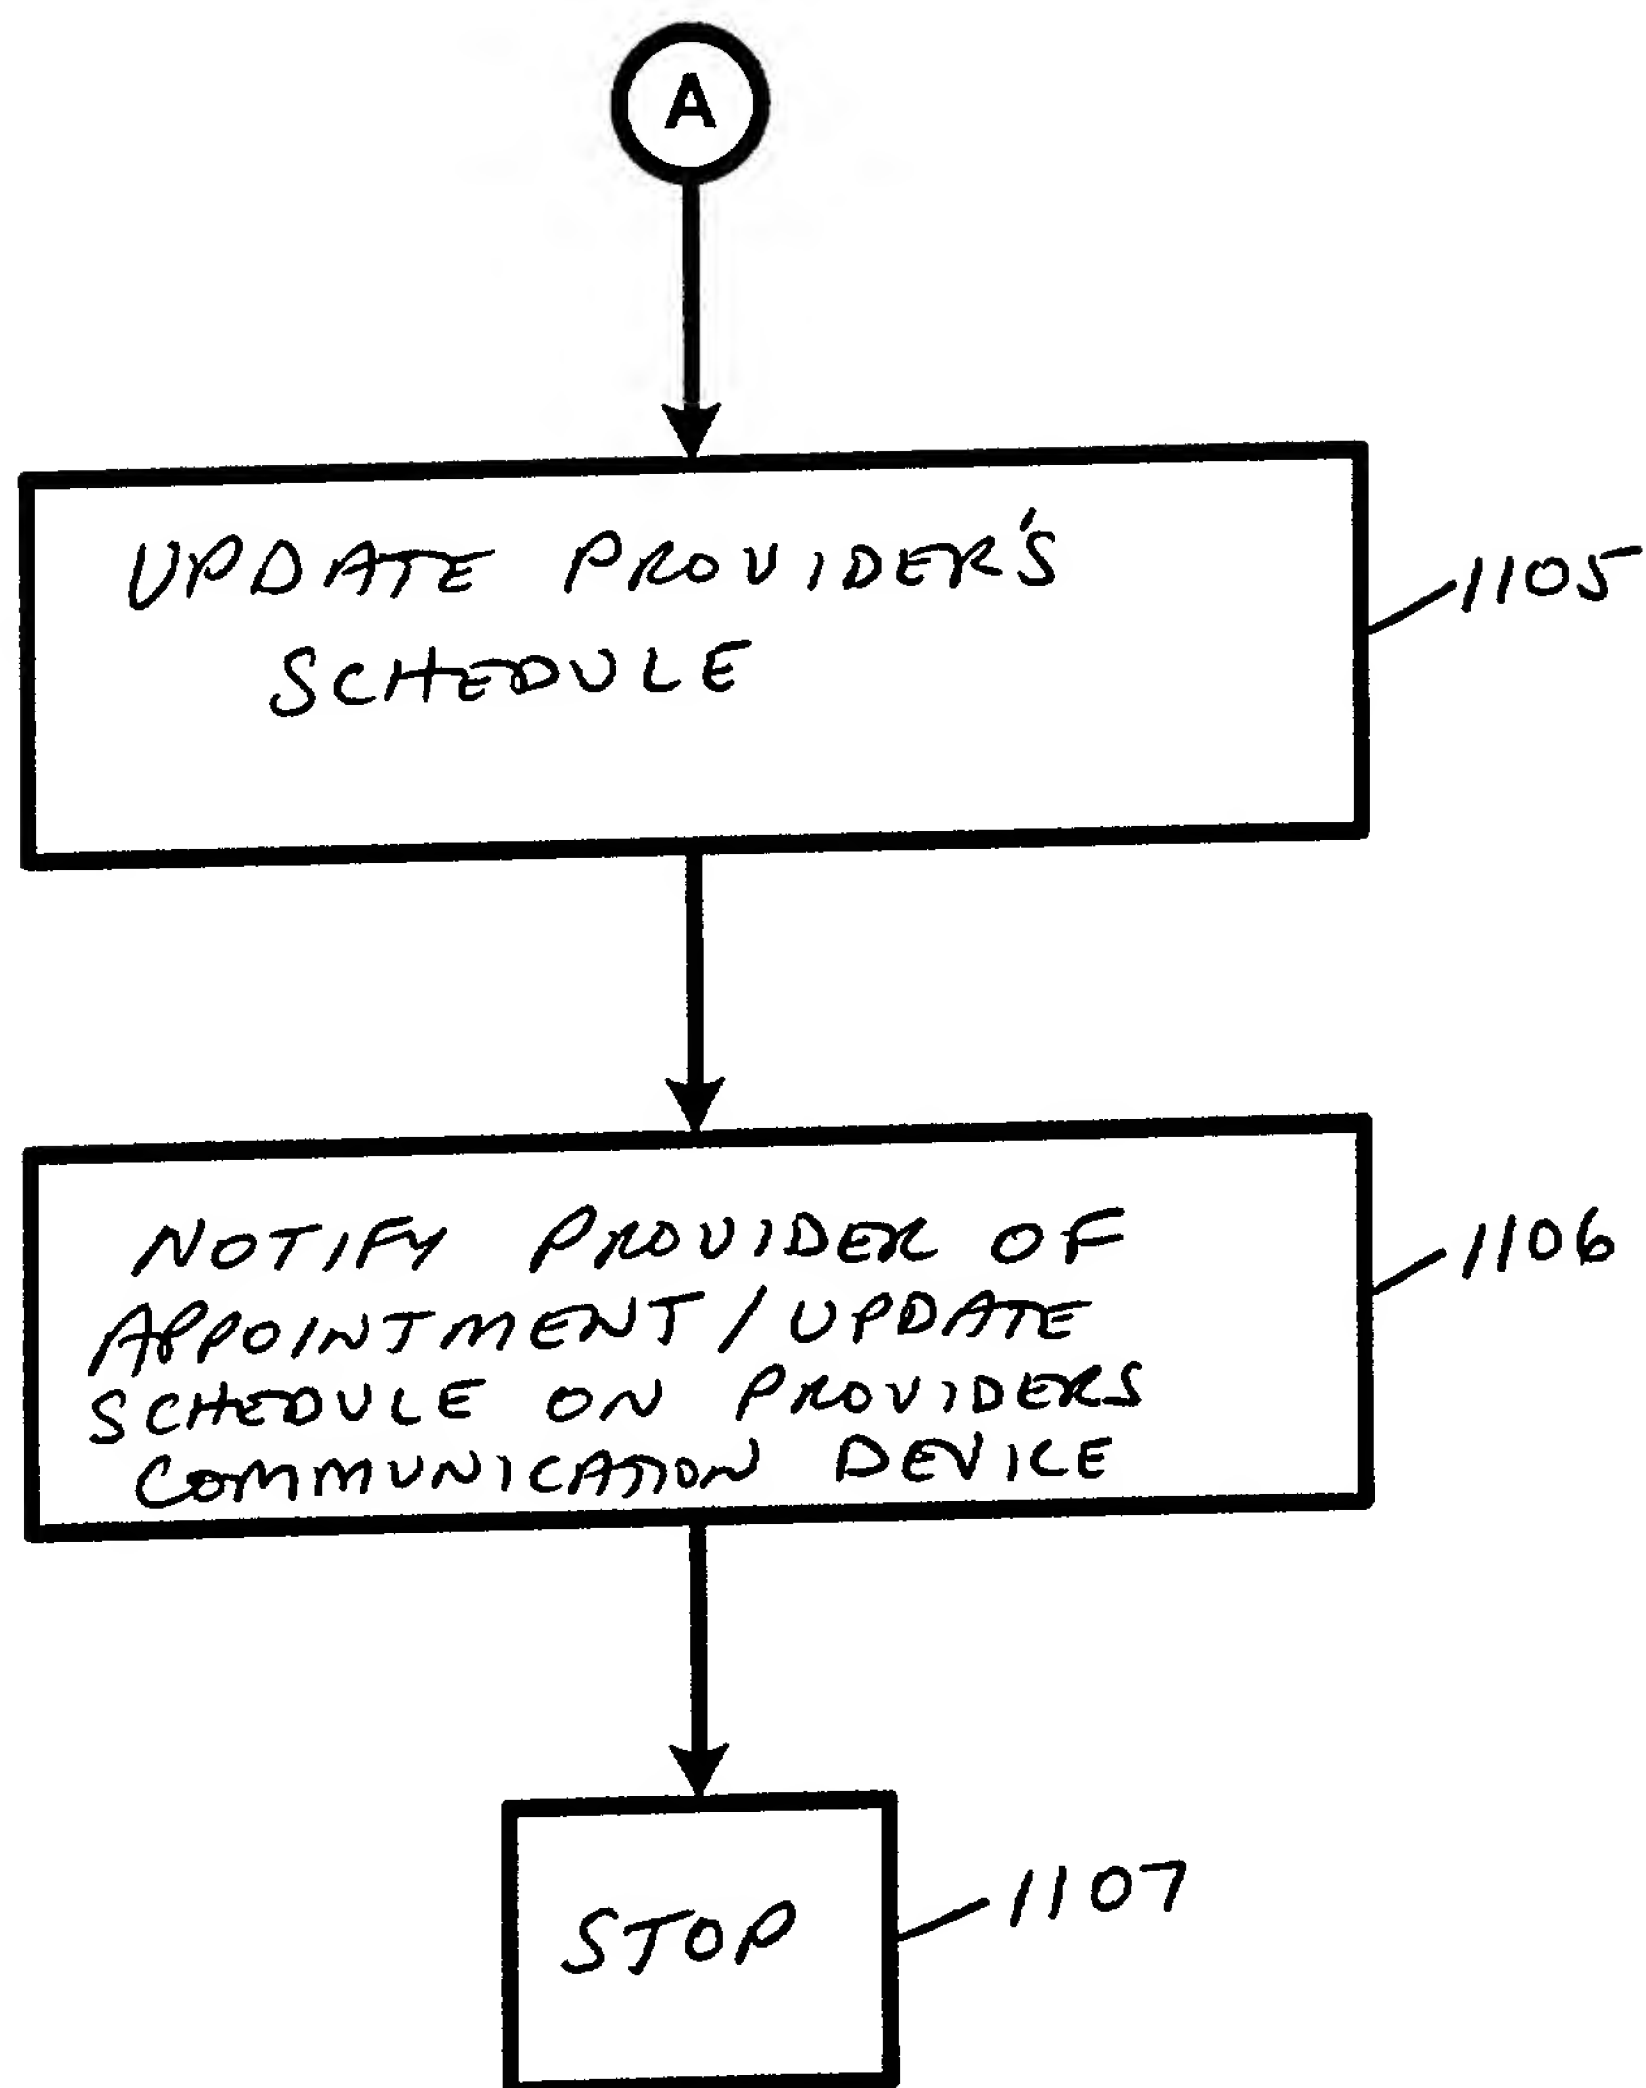 A
UPDATE PROVIDER'S
SCHEDULE
1105
NOTIFY PROVIDER OF
APPOINTMENT / UPDATE
SCHEDULE ON PROVIDERS
COMMUNICATION DEVICE
1106
STOP
1107